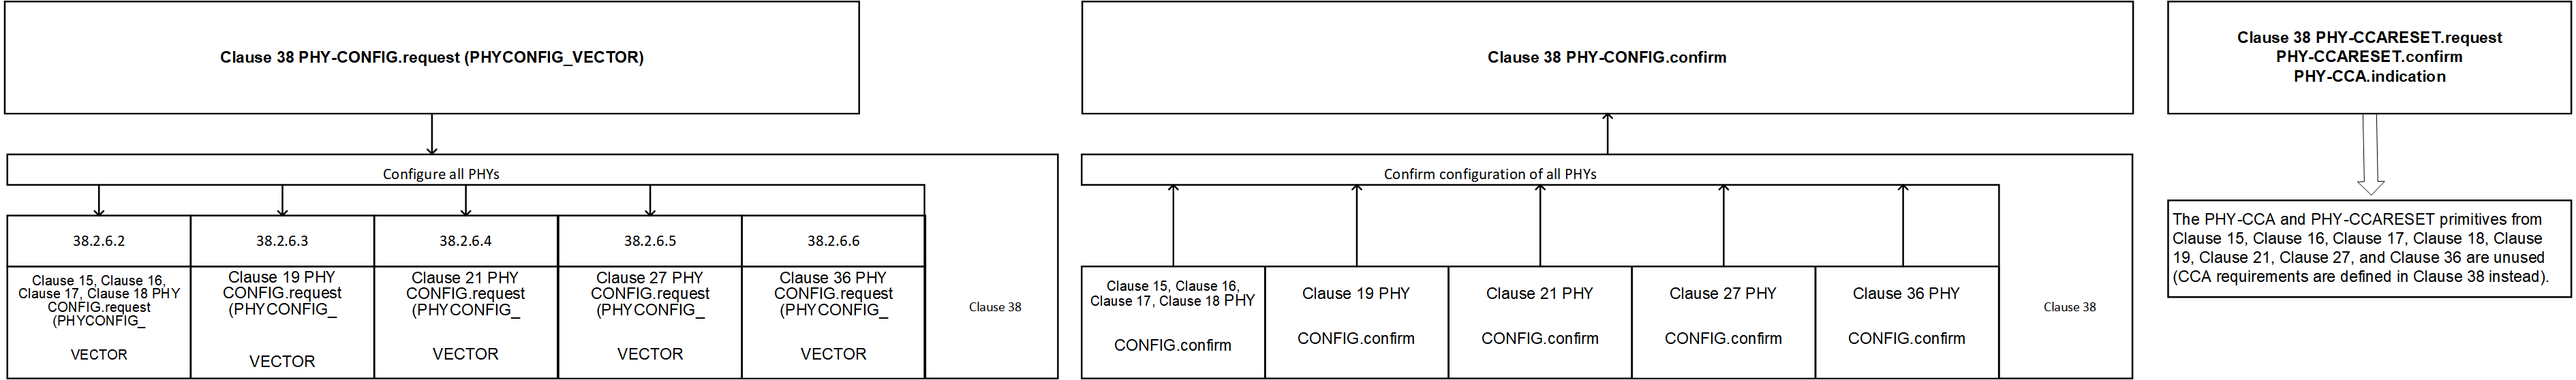 Clause 38 PHY-CONFIG.request (PHYCONFIG_VECTOR)
Configure all PHYs
38.2.6.2
38.2.6.3
38.2.6.4
38.2.6.5
38.2.6.6
Clause 15, Clause 16,
Clause 17, Clause 18 PHY
CONFIG.request
(PHYCONFIG_
VECTOR
Clause 19 PHY
CONFIG.request
(PHYCONFIG_
VECTOR
Clause 21 PHY
CONFIG.request
(PHYCONFIG_
VECTOR
Clause 27 PHY
CONFIG.request
(PHYCONFIG_
VECTOR
Clause 36 PHY
CONFIG.request
(PHYCONFIG_
VECTOR
Clause 38
Clause 38 PHY-CONFIG.confirm
Confirm configuration of all PHYs
Clause 15, Clause 16,
Clause 17, Clause 18 PHY
CONFIG.confirm
Clause 19 PHY
CONFIG.confirm
Clause 21 PHY
CONFIG.confirm
Clause 27 PHY
CONFIG.confirm
Clause 36 PHY
CONFIG.confirm
Clause 38
Clause 38 PHY-CCARESET.request
PHY-CCARESET.confirm
PHY-CCA.indication
The PHY-CCA and PHY-CCARESET primitives from
Clause 15, Clause 16, Clause 17, Clause 18, Clause
19, Clause 21, Clause 27, and Clause 36 are unused
(CCA requirements are defined in Clause 38 instead).